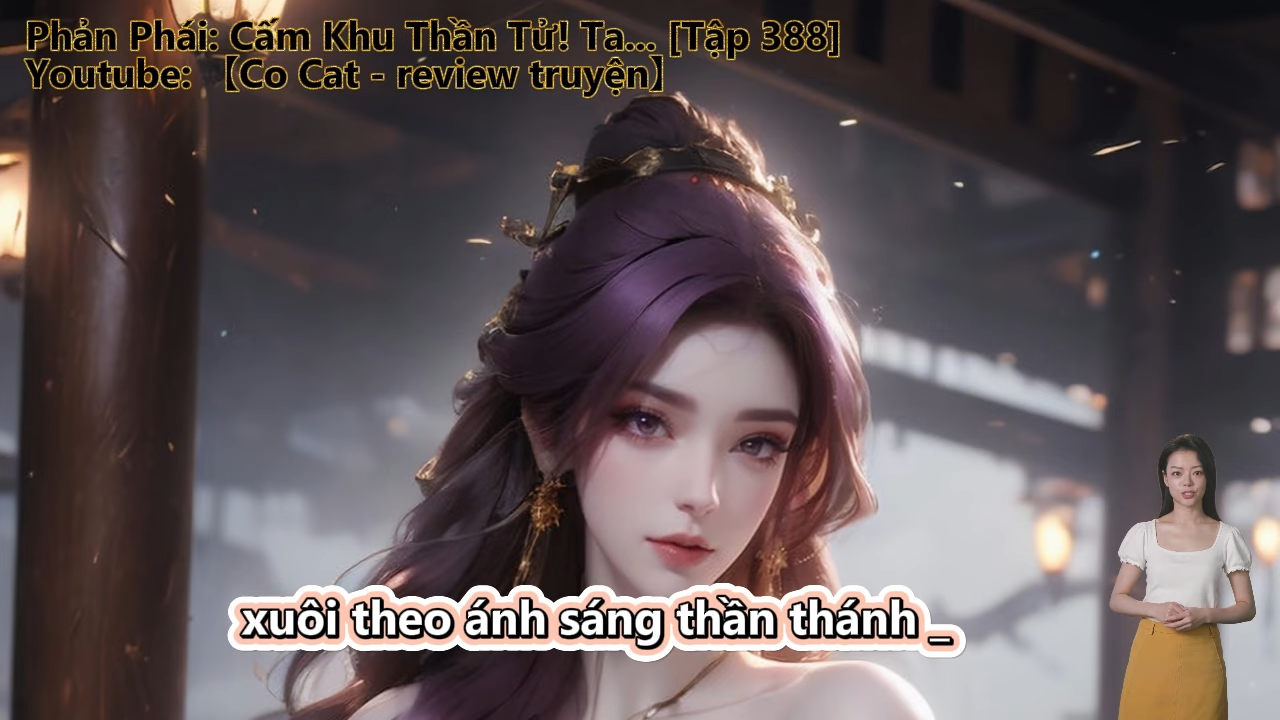 Phản Phái: Cấm Khu Thần Tử! Ta... [Tập 388]
Youtube: 【Co Cat - review truyện】
xuôi theo ánh sáng thần thánh _